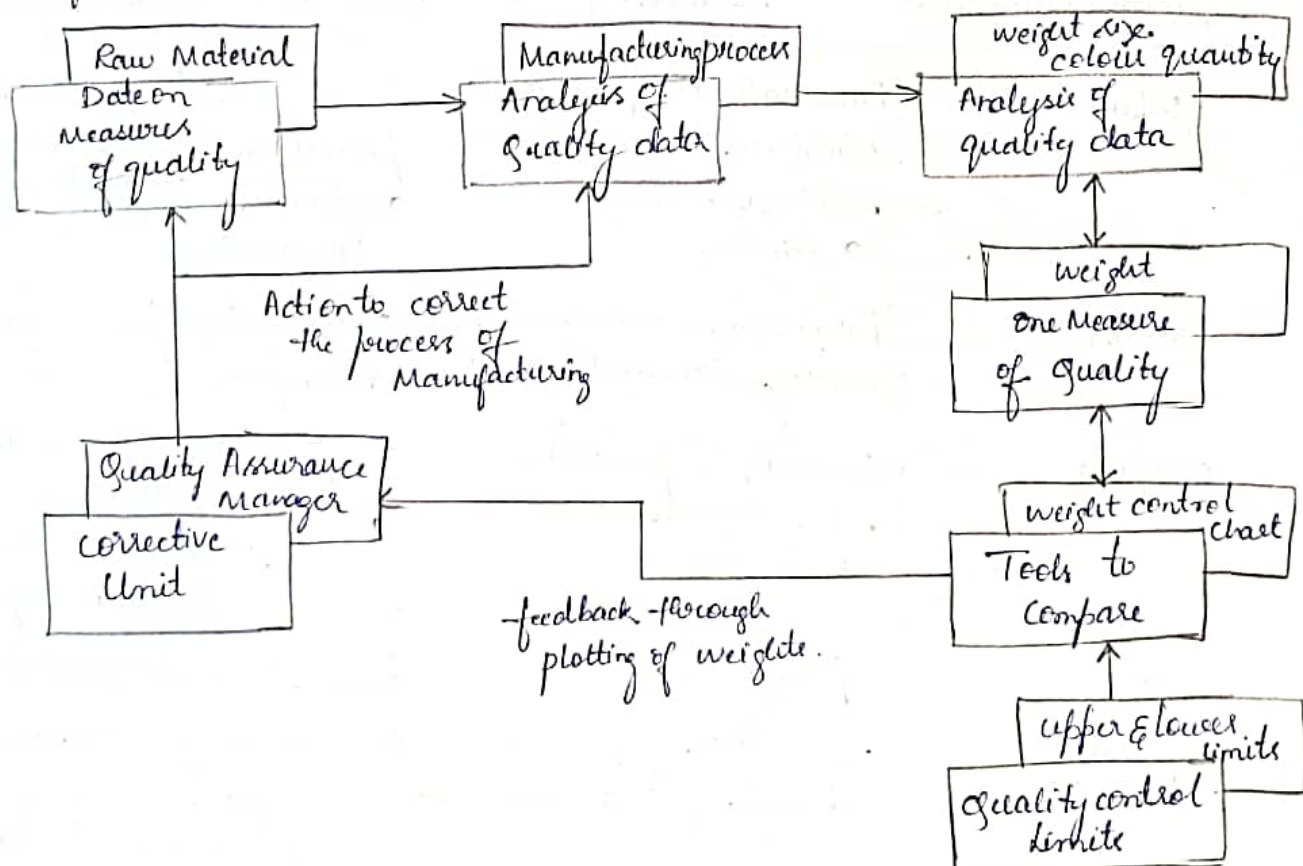 Raw Material
Date on
Measures
of quality
Manufacturing process
Analysis of
Quality data
weight size.
colour quantity
Analysis of
quality data
weight
One Measure
of Quality
Action to correct
the process of
Manufacturing
Quality Assurance
Manager
Corrective
Unit
feedback through
plotting of weights.
weight control
Chart
Tools to
Compare
Upper & lower
limits
Quality control
limits